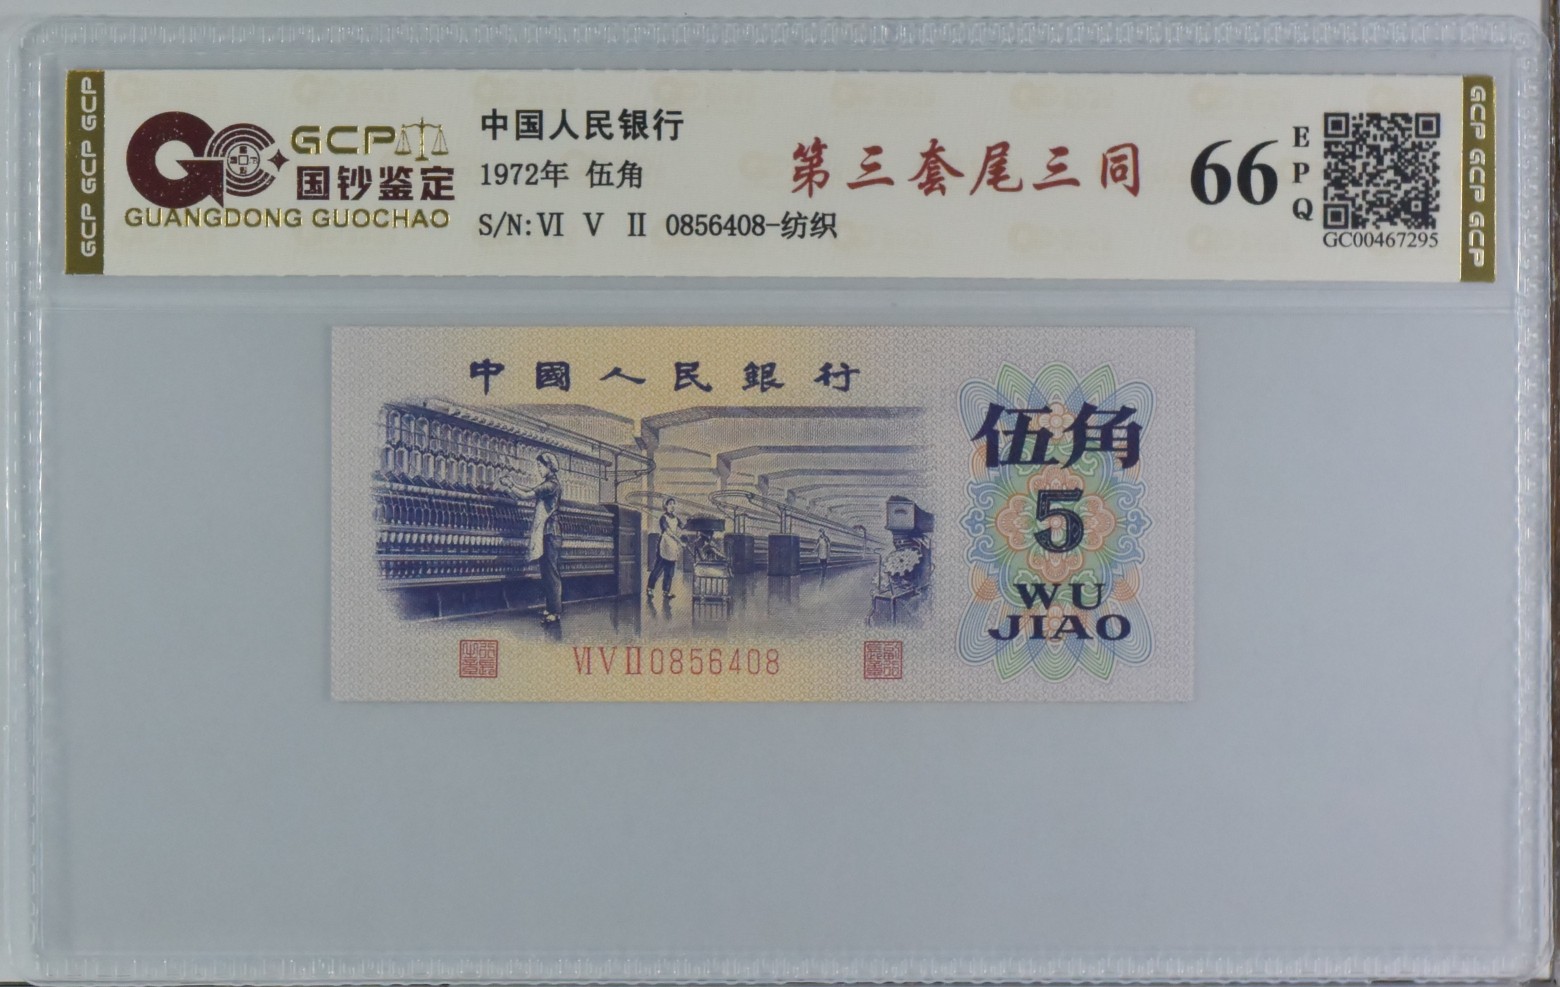 GCP GCP GCP
GCP
国钞鉴定
GUANGDONG GUOCHAO
中国人民银行
1972年 伍角
S/N:Ⅵ Ⅴ Ⅱ 0856408-纺织
第三套尾三同
66
EPQ
GC00467295
GCP GCP GCP
中國人民銀行
伍角
5
WU
JIAO
ⅥⅤⅡ0856408